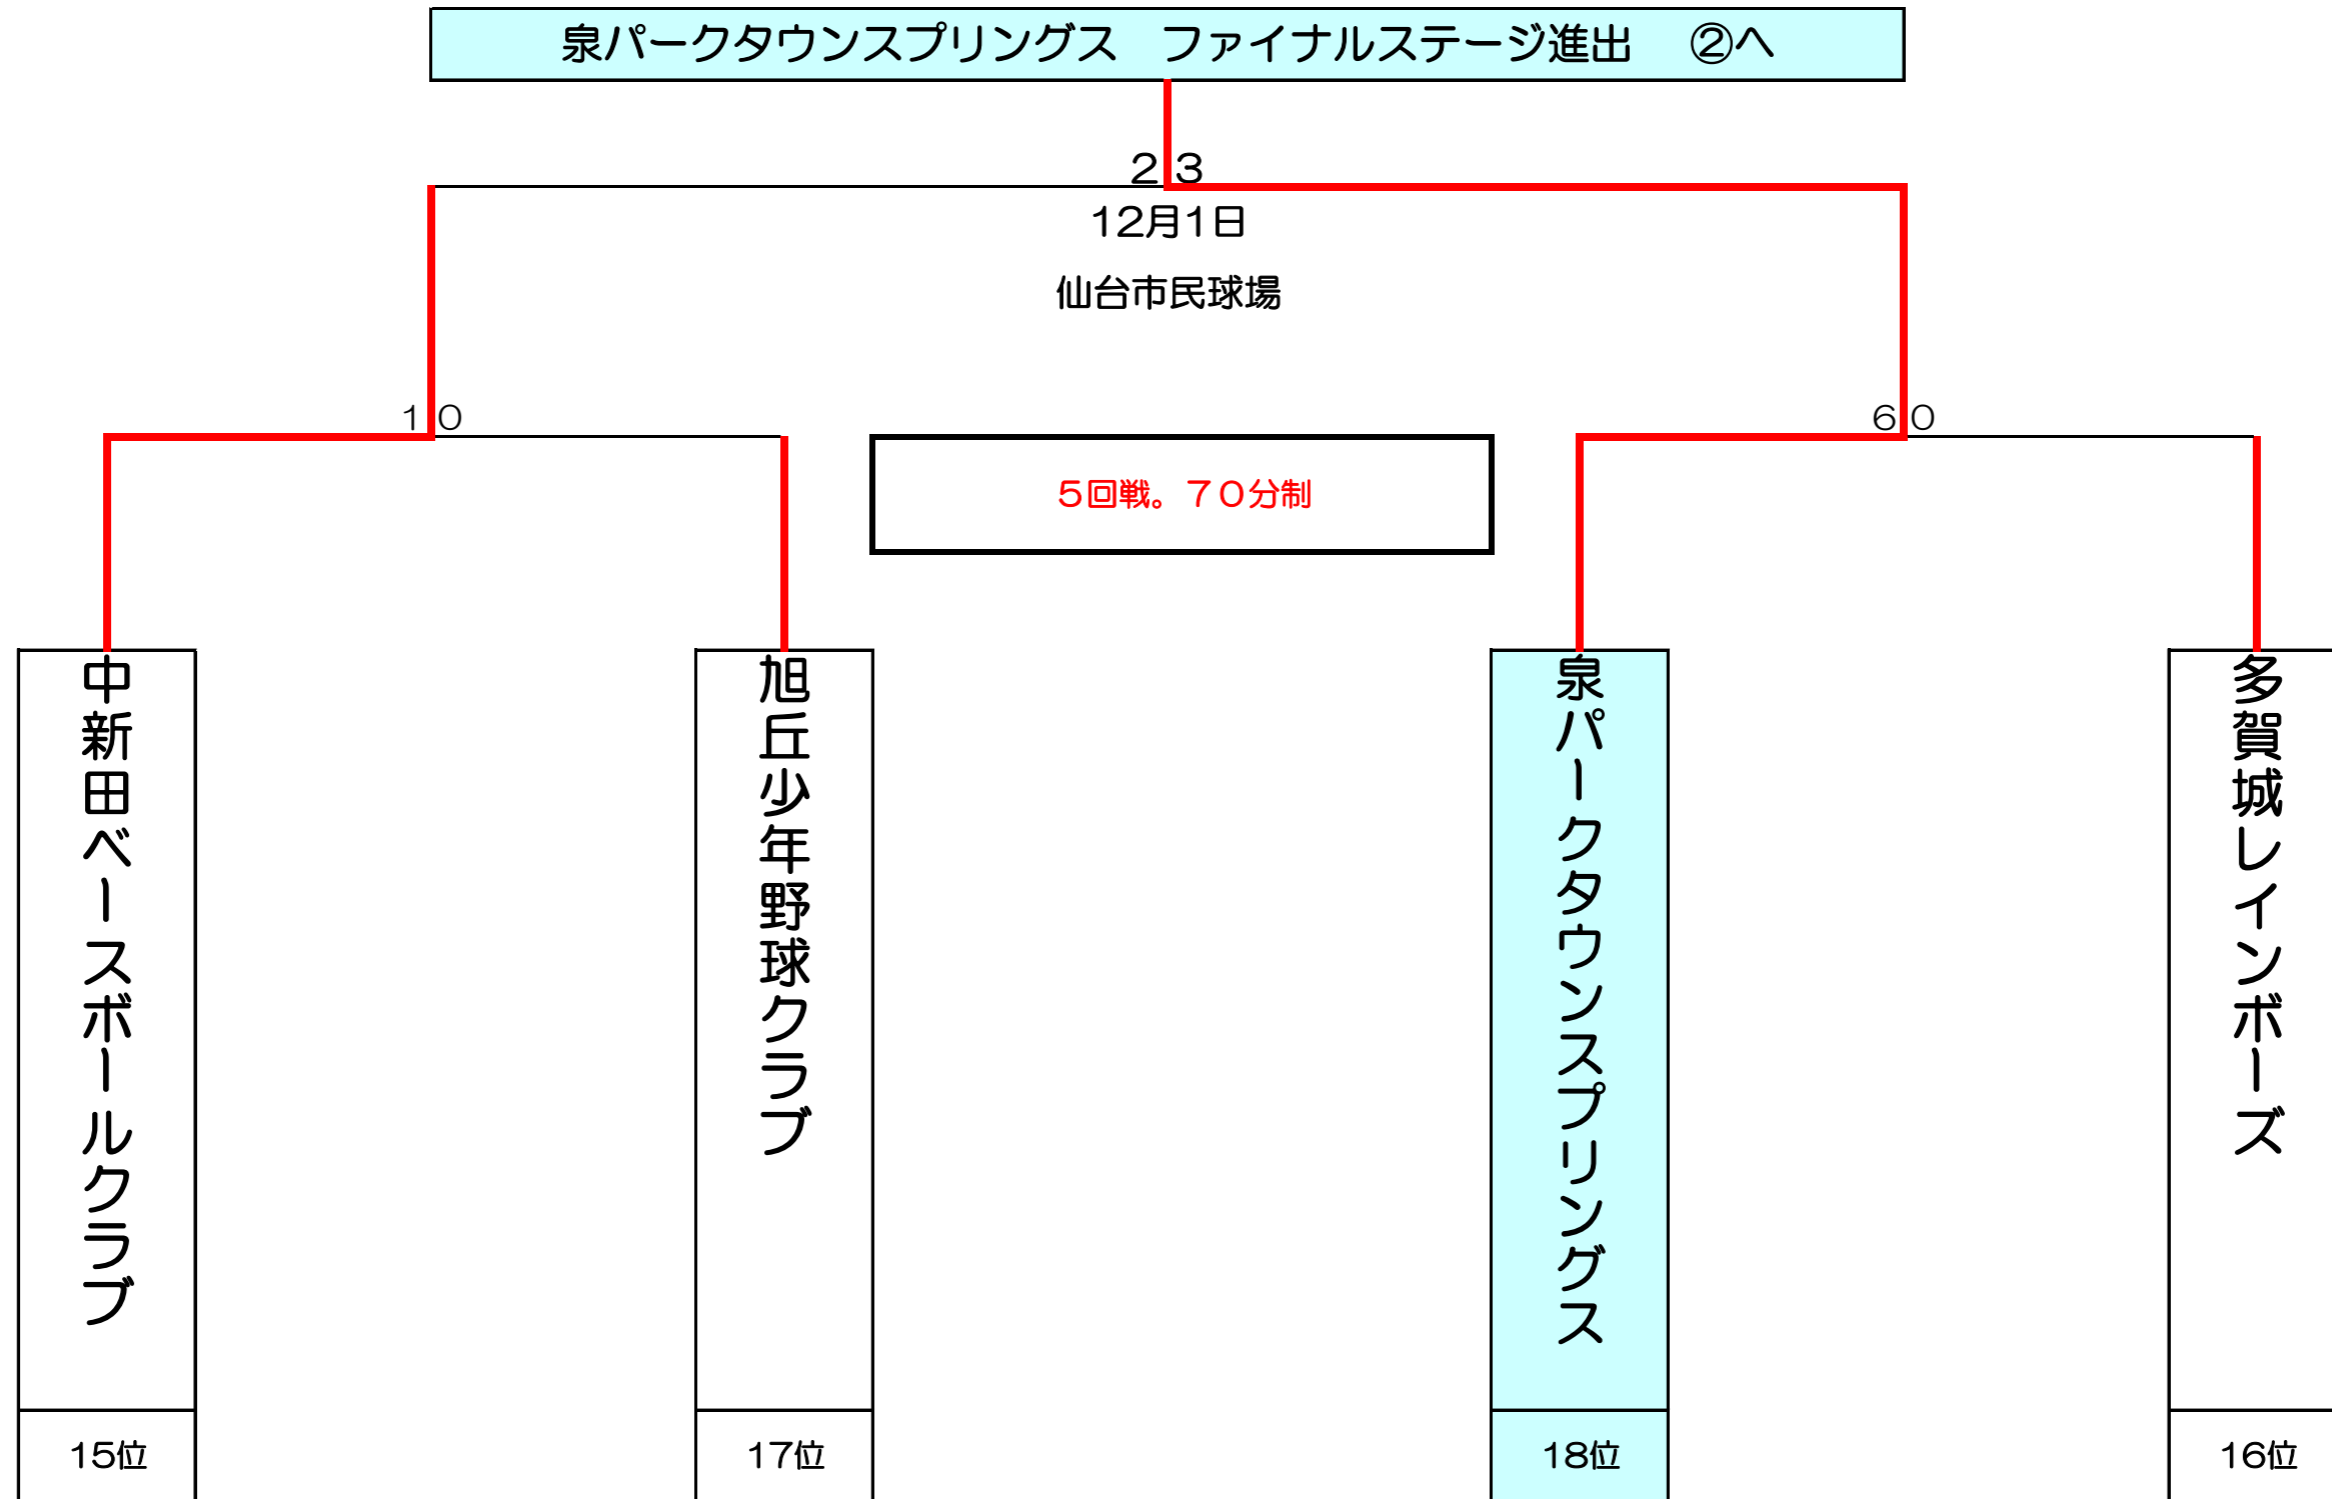 泉パークタウンスプリングス　ファイナルステージ進出　②へ
２ ３
１２月１日
仙台市民球場
１ ０
６ ０
５回戦。７０分制
中新田ベースボールクラブ
旭丘少年野球クラブ
泉パークタウンスプリングス
多賀城レインボーズ
15位
17位
18位
16位